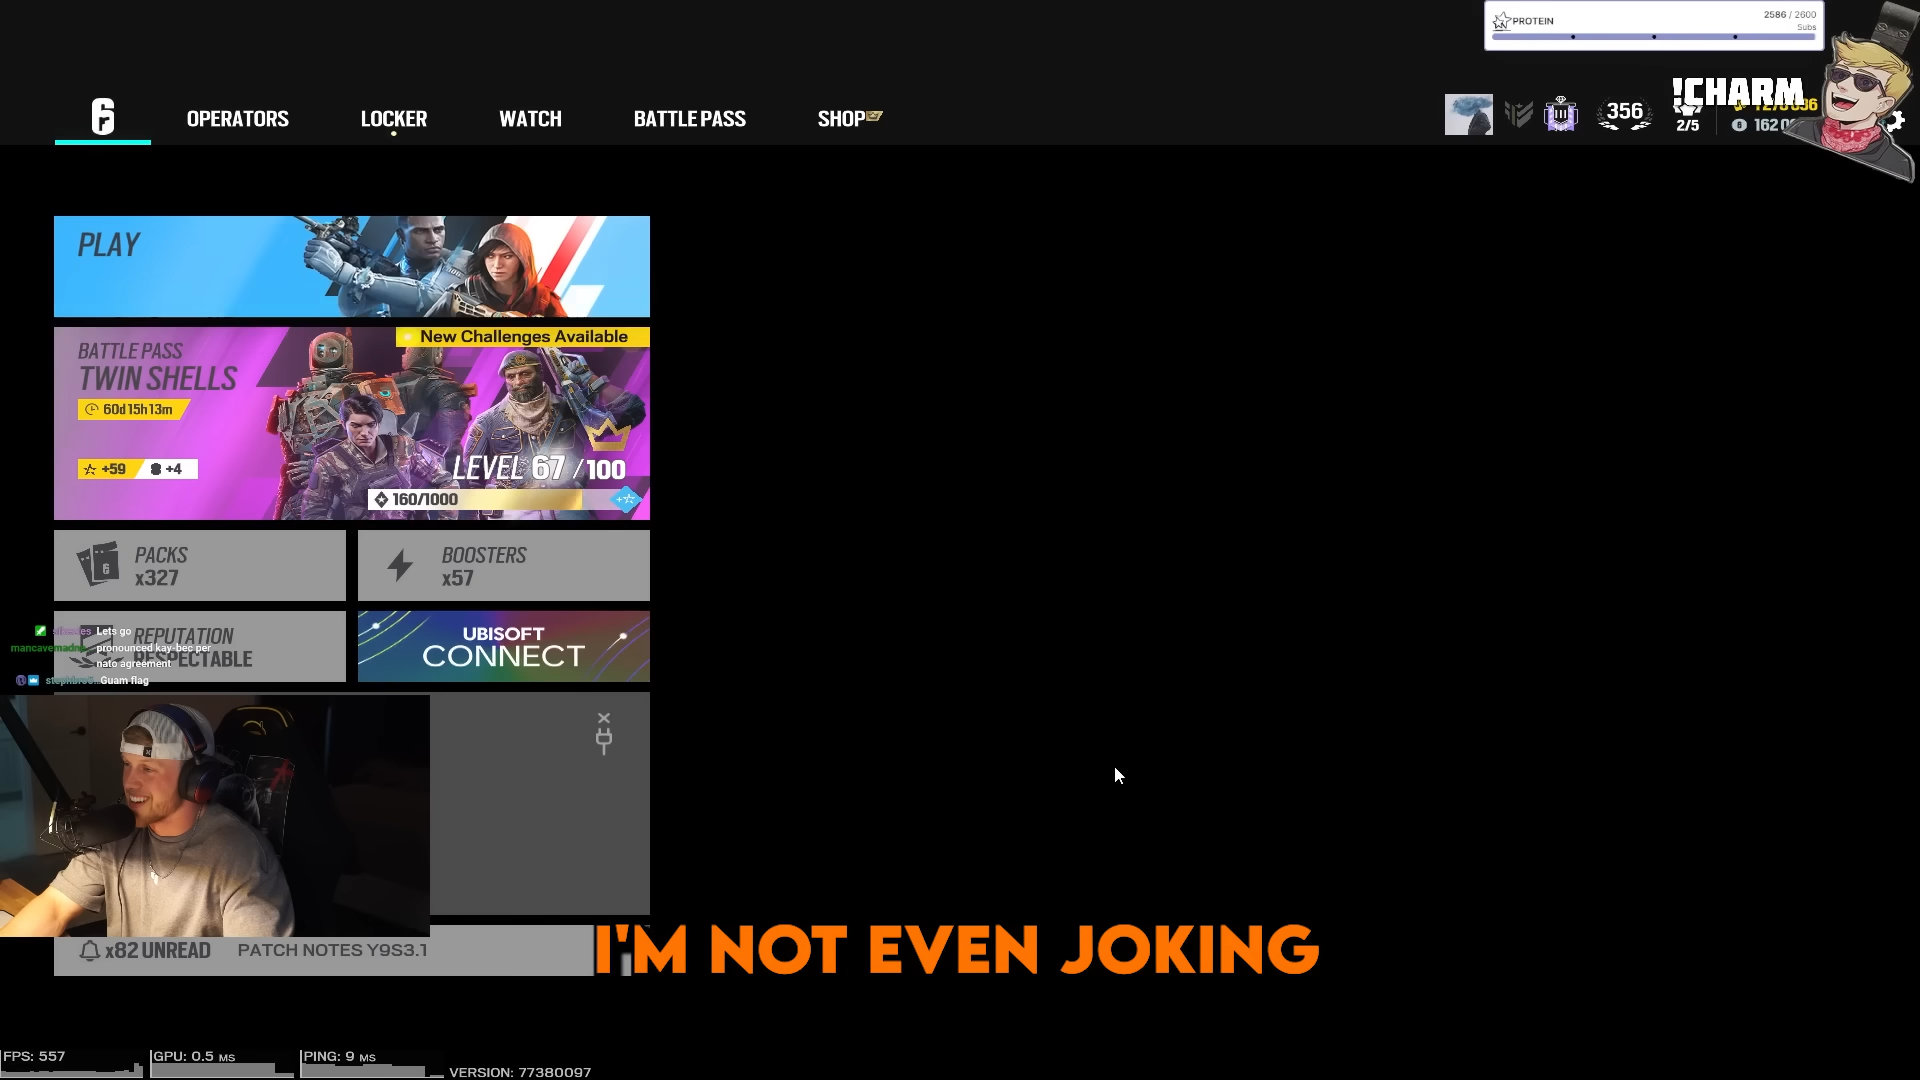 PROTEIN
2586 / 2600
Subs
!CHARM
OPERATORS
LOCKER
WATCH
BATTLE PASS
SHOP
III
356
2/5
PLAY
New Challenges Available
BATTLE PASS
TWIN SHELLS
60d 15h 13m
+59
+4
LEVEL 67 / 100
160/1000
PACKS
x327
BOOSTERS
x57
REPUTATION
RESPECTABLE
UBISOFT
CONNECT
Lets go
pronounced kay-bec per
nato agreement
Guam flag
x82 UNREAD
PATCH NOTES Y9S3.1
I'M NOT EVEN JOKING
FPS: 557
GPU: 0.5 MS
PING: 9 MS
VERSION: 77380097